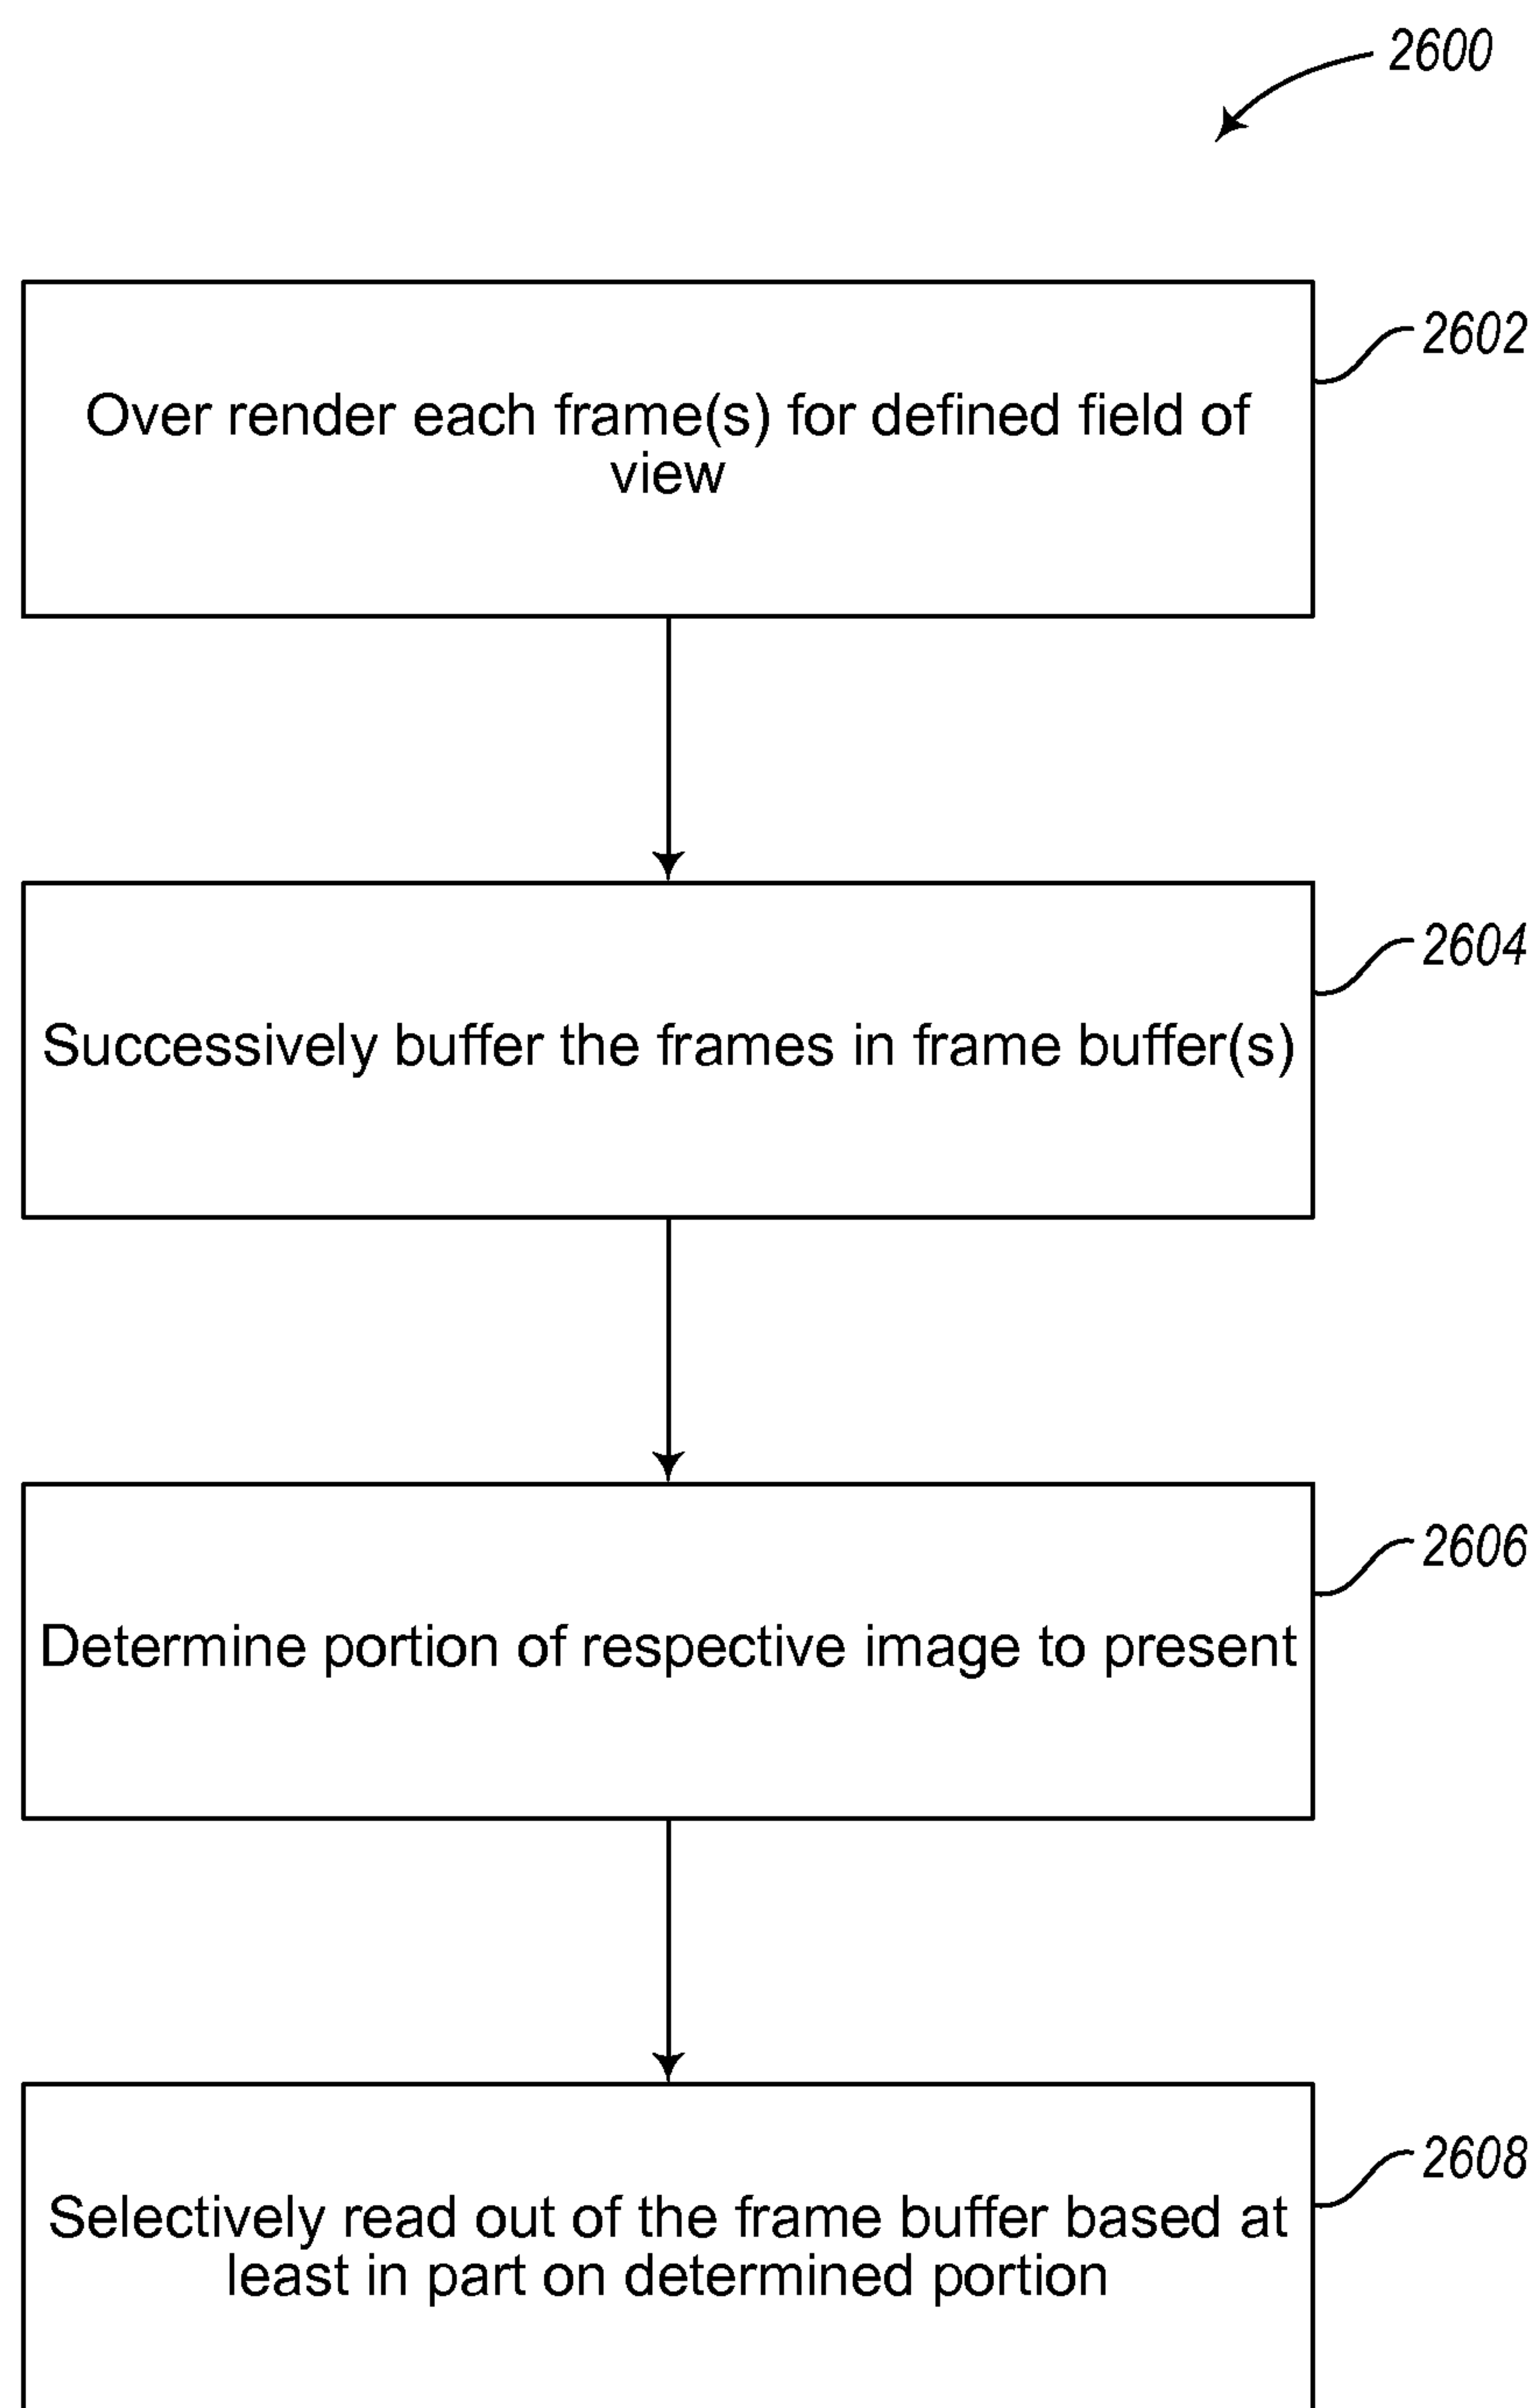 2600
2602
Over render each frame(s) for defined field of
view
2604
Successively buffer the frames in frame buffer(s)
2606
Determine portion of respective image to present
2608
Selectively read out of the frame buffer based at
least in part on determined portion